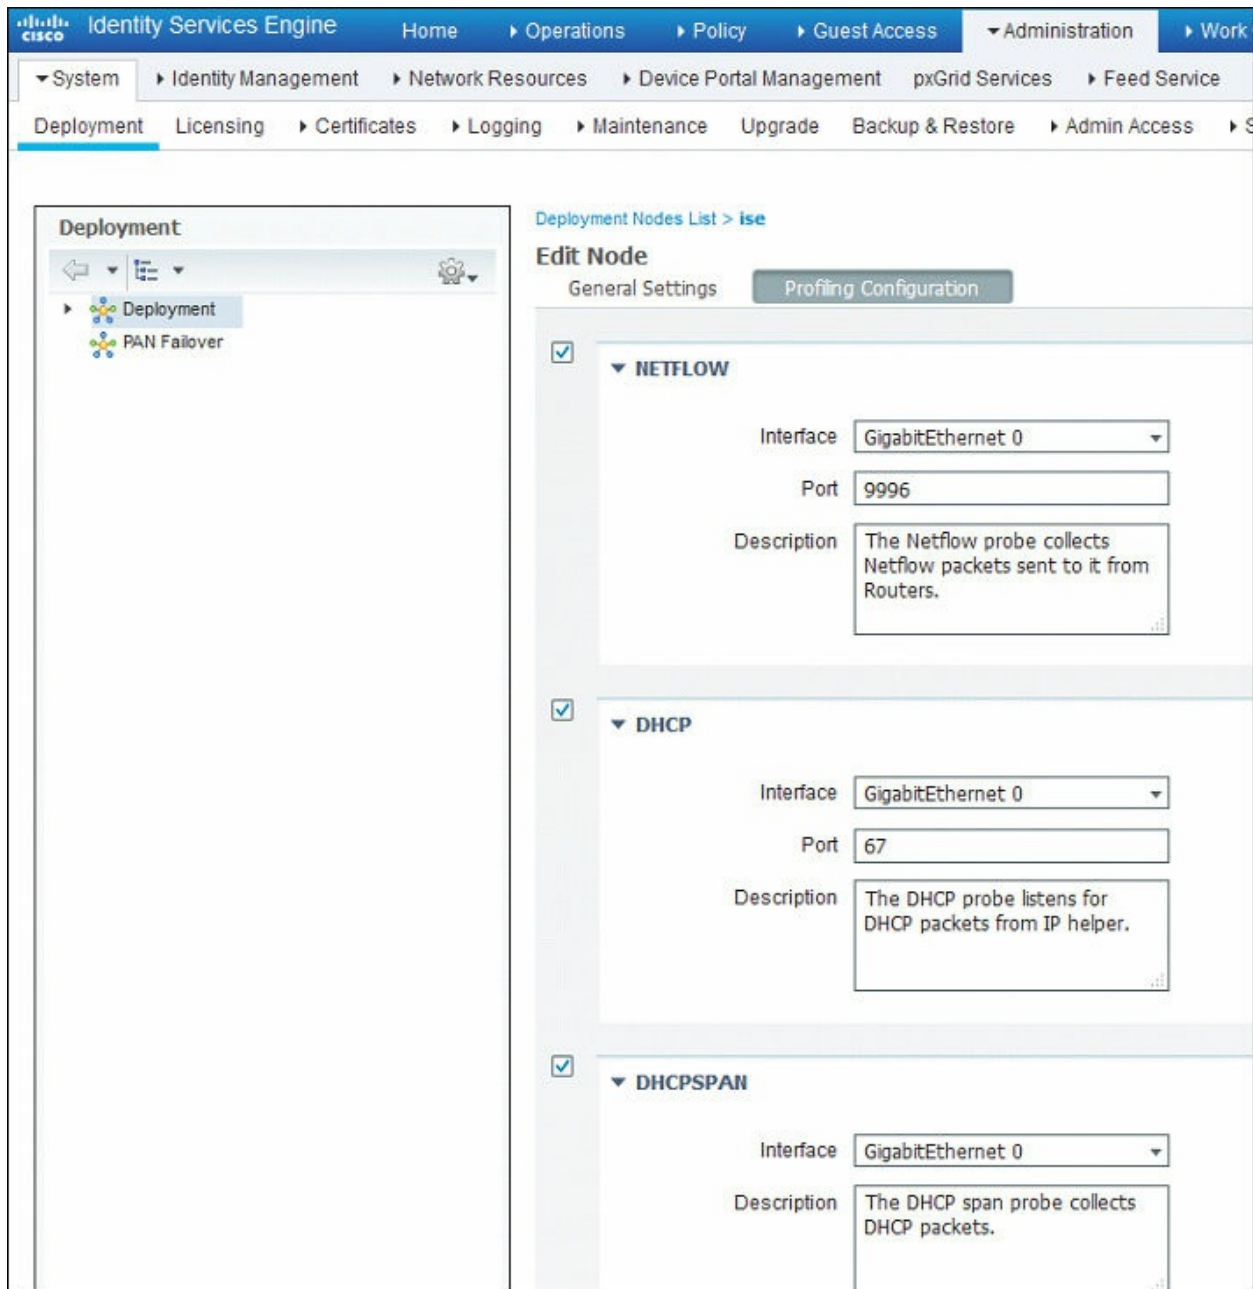 CISCO Identity Services Engine Home Operations Policy Guest Access Administration Work
System Identity Management Network Resources Device Portal Management pxGrid Services Feed Service
Deployment Licensing Certificates Logging Maintenance Upgrade Backup & Restore Admin Access S
Deployment
Deployment
PAN Failover
Deployment Nodes List > ise
Edit Node
General Settings Profiling Configuration
NETFLOW
Interface GigabitEthernet 0
Port 9996
Description The Netflow probe collects
Netflow packets sent to it from
Routers.
DHCP
Interface GigabitEthernet 0
Port 67
Description The DHCP probe listens for
DHCP packets from IP helper.
DHCPSPAN
Interface GigabitEthernet 0
Description The DHCP span probe collects
DHCP packets.